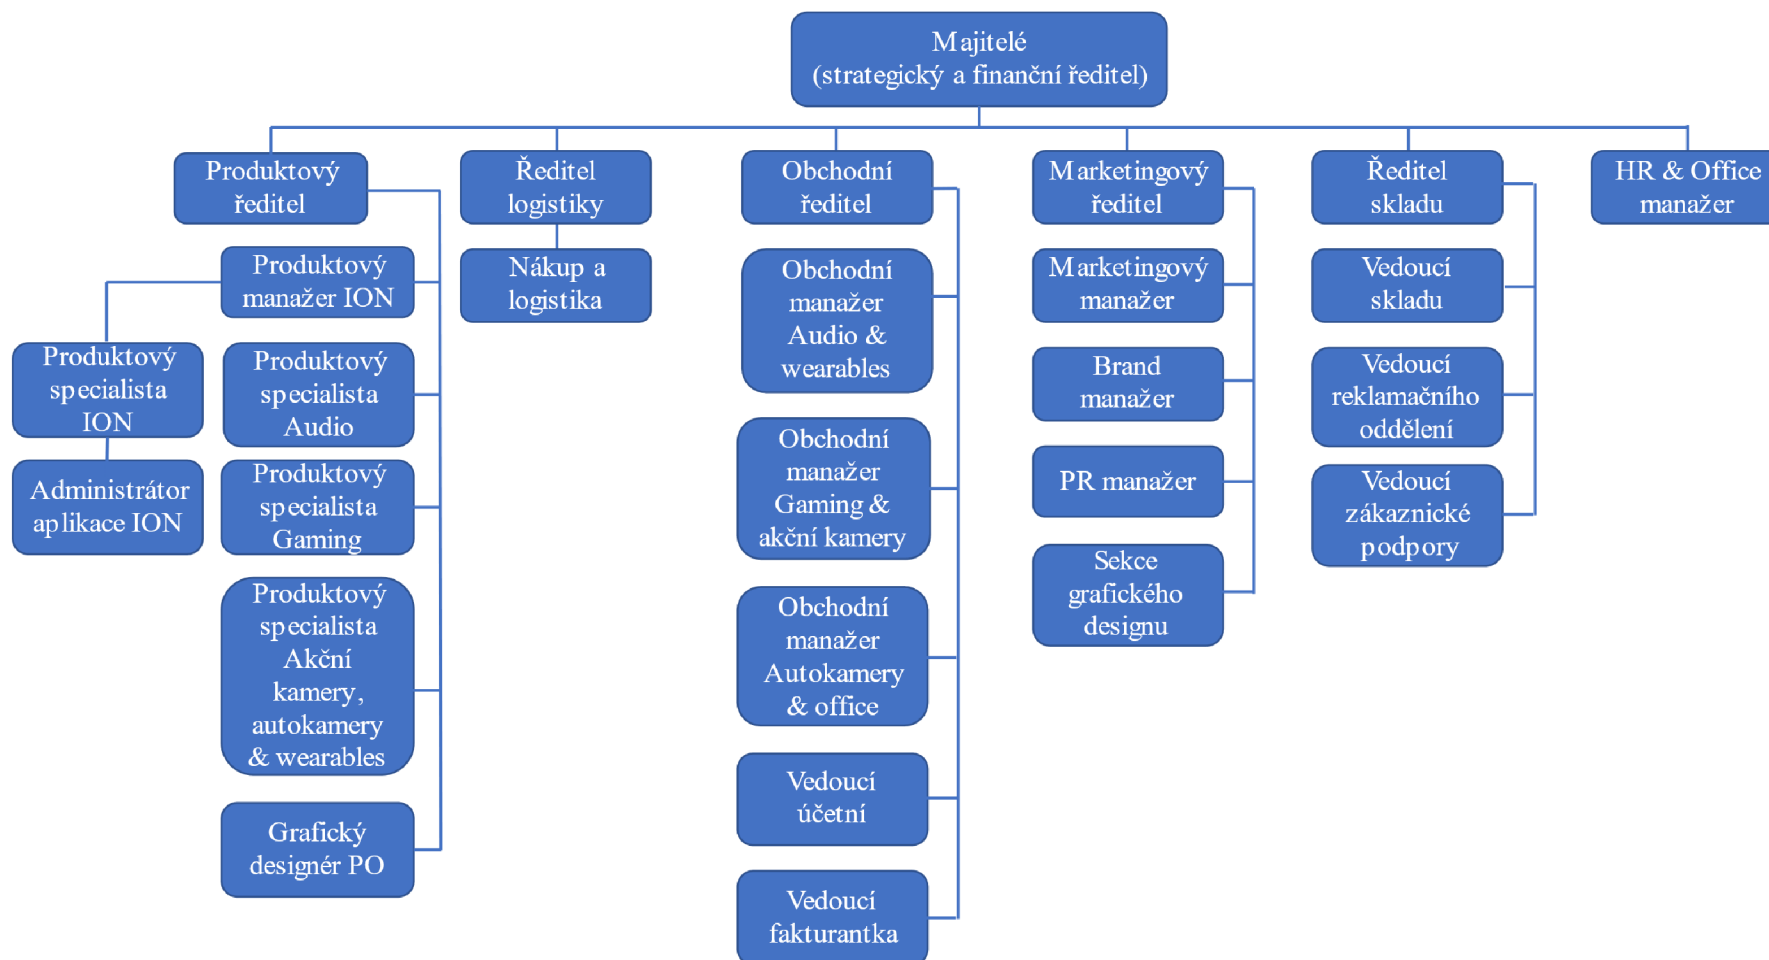 Majitelé
(strategický a finanční ředitel)
Produktový
ředitel
Ředitel
logistiky
Obchodní
ředitel
Marketingový
ředitel
Ředitel
skladu
HR & Office
manažer
Produktový
manažer ION
Produktový
specialista
ION
Administrátor
aplikace ION
Produktový
specialista
Audio
Produktový
specialista
Gaming
Produktový
specialista
Akční
kamery,
autokamery
& wearables
Grafický
designér PO
Nákup a
logistika
Obchodní
manažer
Audio &
wearables
Obchodní
manažer
Gaming &
akční kamery
Obchodní
manažer
Autokamery
& office
Vedoucí
účetní
Vedoucí
fakturantka
Marketingový
manažer
Brand
manažer
PR manažer
Sekce
grafického
designu
Vedoucí
skladu
Vedoucí
reklamačního
oddělení
Vedoucí
zákaznické
podpory